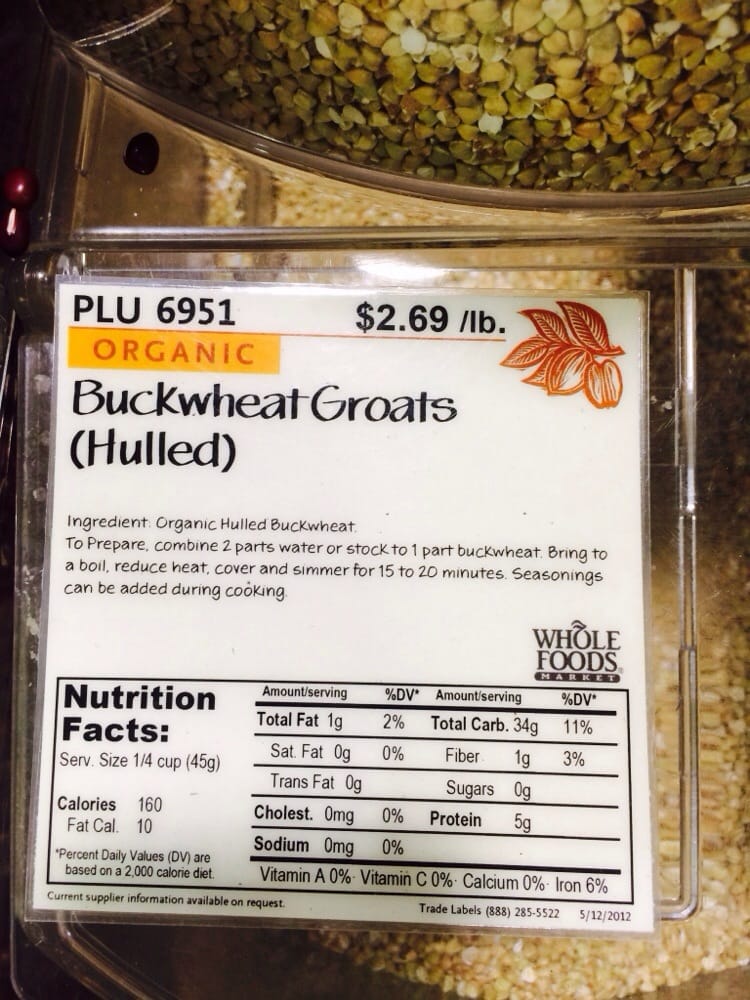 PLU 6951 $2.69 /lb.
ORGANIC
Buckwheat Groats
(Hulled)
Ingredient: Organic Hulled Buckwheat.
To Prepare, combine 2 parts water or stock to 1 part buckwheat. Bring to
a boil, reduce heat, cover and simmer for 15 to 20 minutes. Seasonings
can be added during cooking.
WHOLE
FOODS
MARKET
Nutrition
Facts:
Serv. Size 1/4 cup (45g)
Calories 160
Fat Cal. 10
*Percent Daily Values (DV) are
based on a 2,000 calorie diet.
Amount/serving %DV* Amount/serving %DV*
Total Fat 1g 2% Total Carb. 34g 11%
Sat. Fat 0g 0% Fiber 1g 3%
Trans Fat 0g Sugars 0g
Cholest. 0mg 0% Protein 5g
Sodium 0mg 0%
Vitamin A 0% · Vitamin C 0% · Calcium 0% · Iron 6%
Current supplier information available on request.
Trade Labels (888) 285-5522 5/12/2012